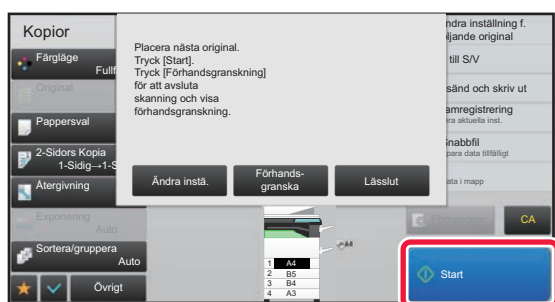 Kopior
Färgläge
Fullf
Original
Pappersval
2-Sidors Kopia
1-Sidig→1-S
Återgivning
Exponering
Auto
Sortera/gruppera
Auto
Övrigt
Placera nästa original.
Tryck [Start].
Tryck [Förhandsgranskning]
för att avsluta
skanning och visa
förhandsgranskning.
Ändra instä.
Förhands-
granska
Lässlut
A4
1 A4
2 B5
3 B4
4 A3
ndra inställning f.
ljande original
till S/V
sänd och skriv ut
amregistrering
era aktuella inst.
nabbfil
para data tillfälligt
ata i mapp
CA
Start